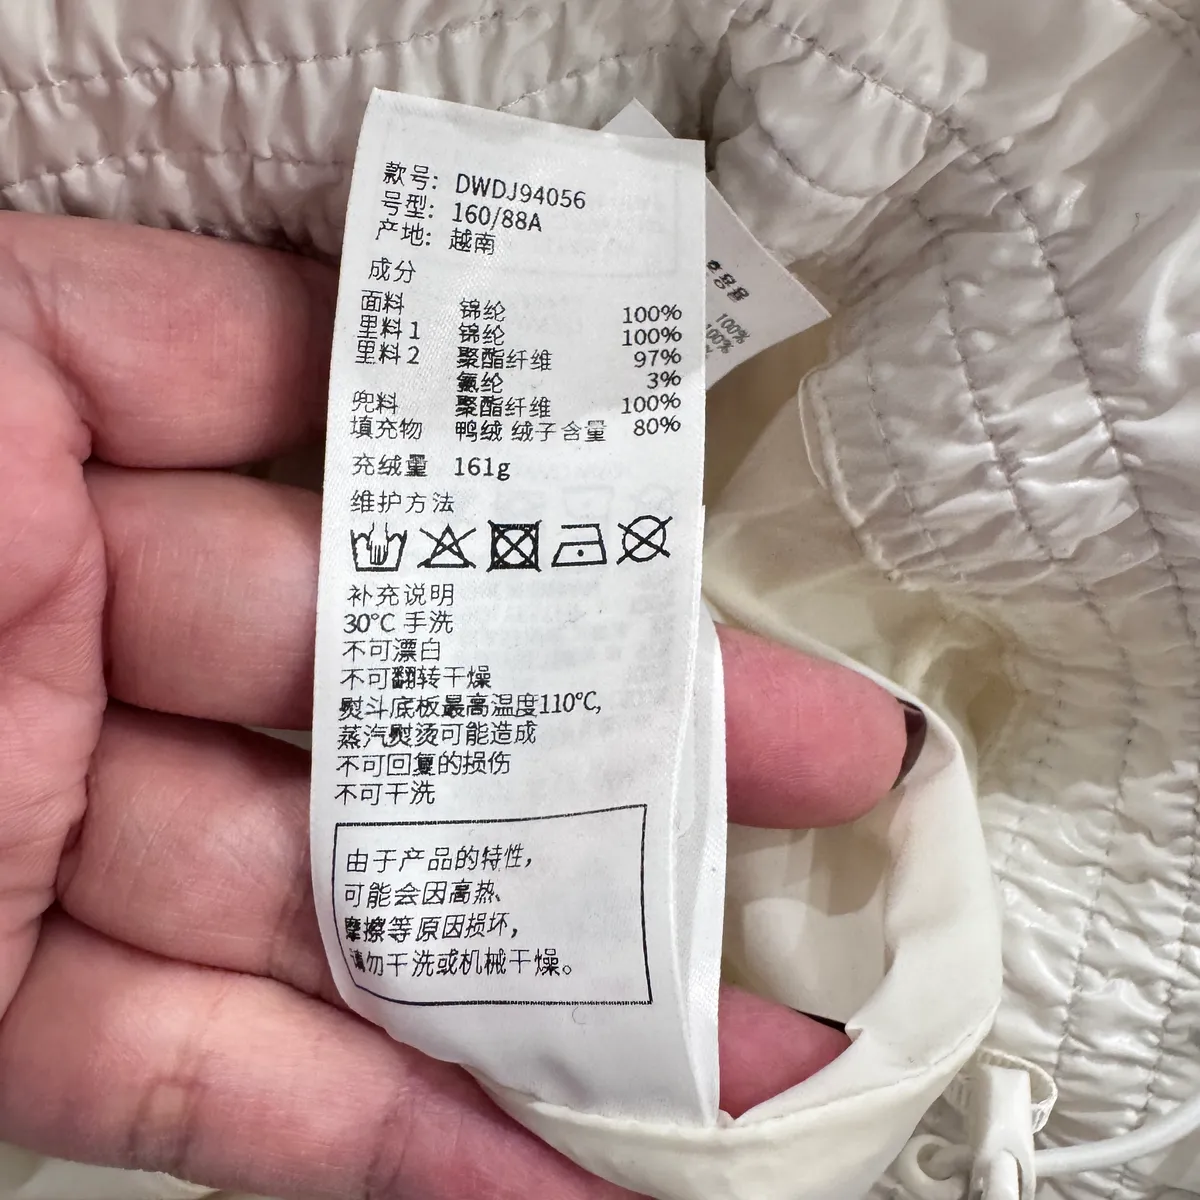 款号: DWDJ94056
号型: 160/88A
产地: 越南
成分
面料 锦纶 100%
里料1 锦纶 100%
里料2 聚酯纤维 97%
氨纶 3%
兜料 聚酯纤维 100%
填充物 鸭绒 绒子含量 80%
充绒量 161g
维护方法
补充说明
30℃ 手洗
不可漂白
不可翻转干燥
熨斗底板最高温度110℃,
蒸汽熨烫可能造成
不可回复的损伤
不可干洗
由于产品的特性,
可能会因高热、
摩擦等原因损坏,
请勿干洗或机械干燥。
100%
100%